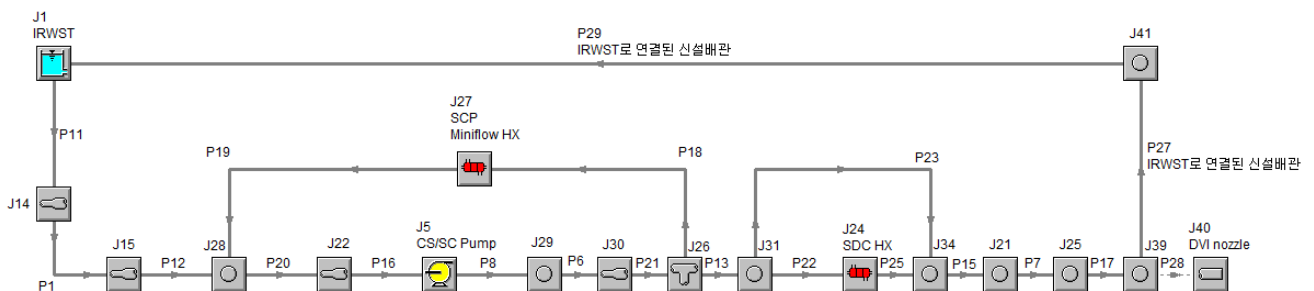 J1
IRWST
P29
IRWST로 연결된 신설배관
J41
P11
J27
SCP
Miniflow HX
P19
P18
P23
P27
IRWST로 연결된 신설배관
J14
J15
J28
J22
J5
CS/SC Pump
J29
J30
J26
J31
J24
SDC HX
J34
J21
J25
J39
J40
DVI nozzle
P1
P12
P20
P16
P8
P6
P21
P13
P22
P25
P15
P7
P17
P28